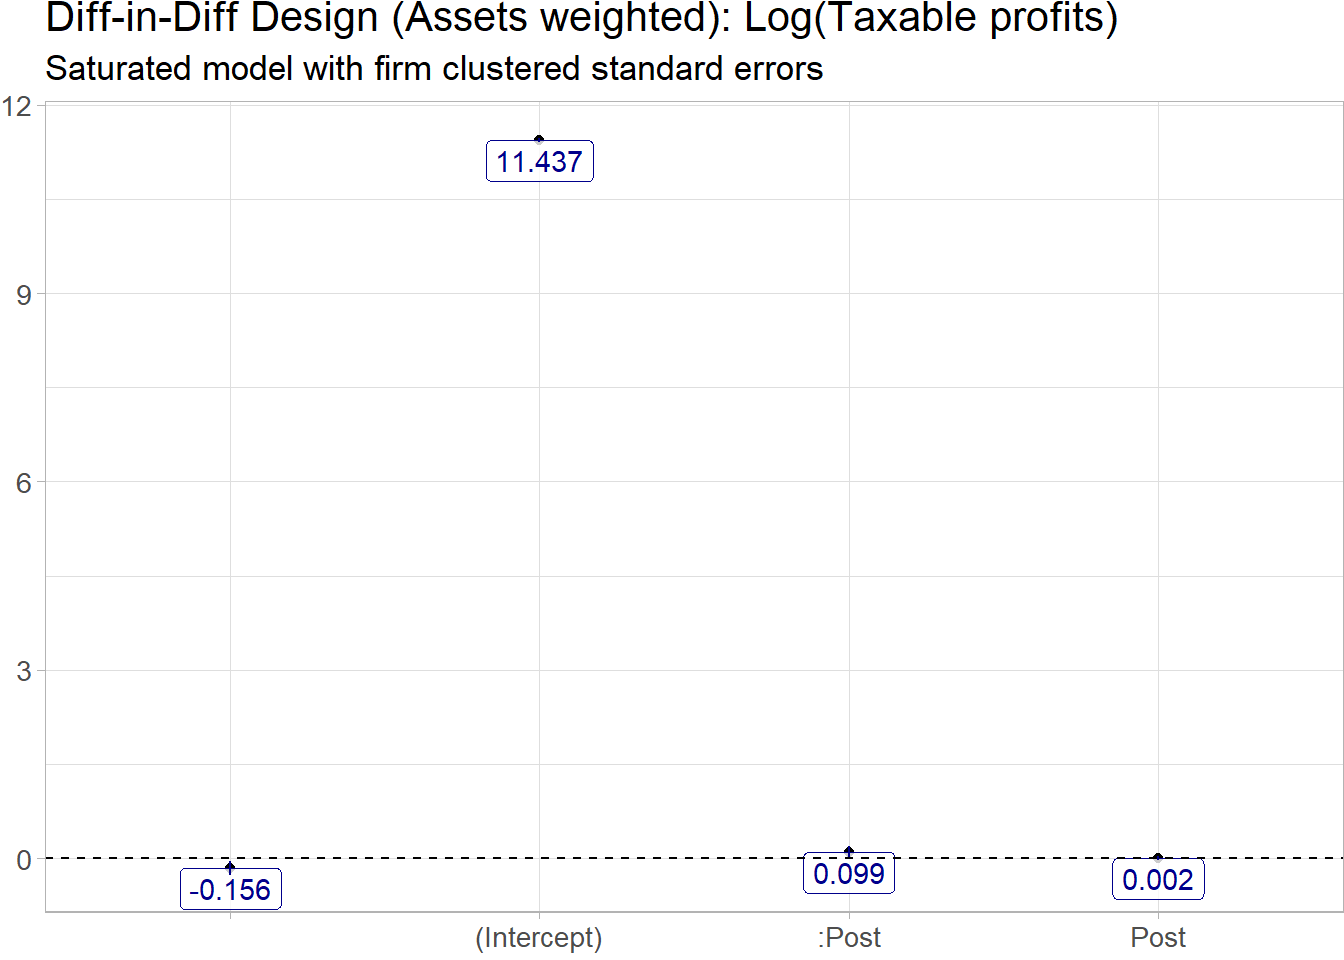 Diff-in-Diff Design (Assets weighted): Log(Taxable profits)
Saturated model with firm clustered standard errors
12
11.437
9
6
3
0
-0.156
0.099
0.002
(Intercept)
:Post
Post